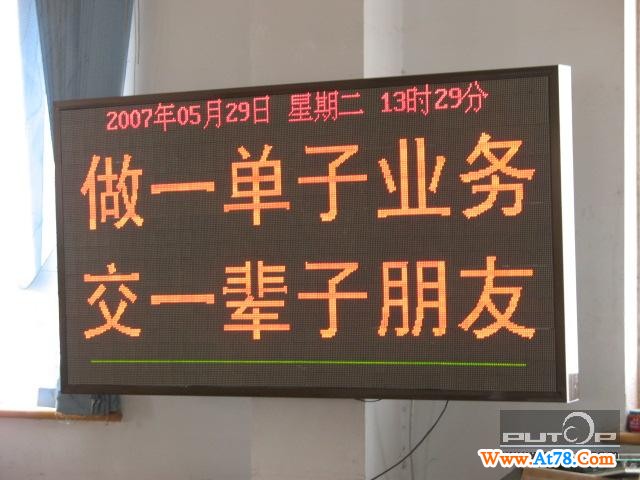 2007年05月29日 星期二 13时29分
做一单子业务
交一辈子朋友
PUTOP
Www.At78.Com